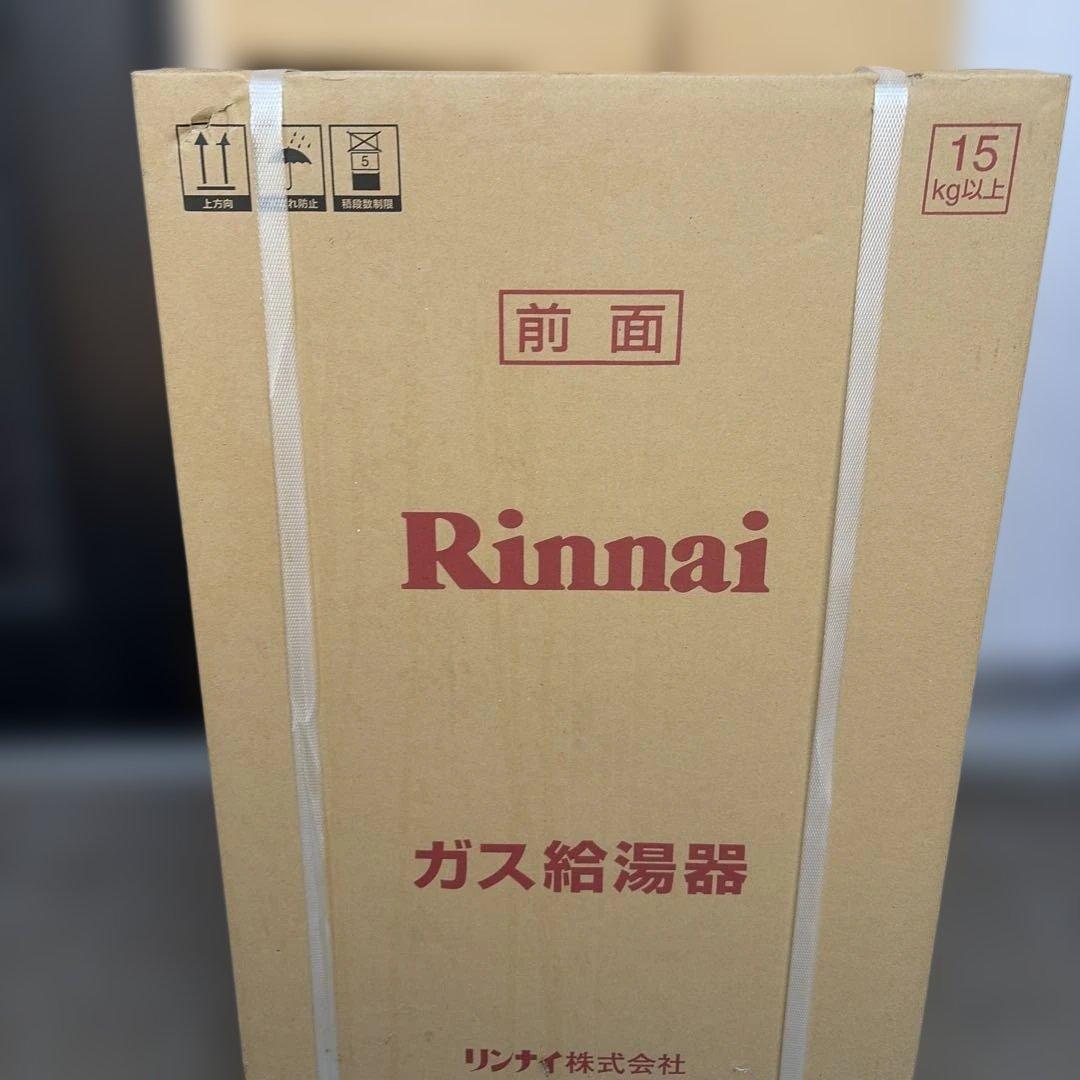 上方向
れ防止
5
積段数制限
15
kg以上
前面
Rinnai
ガス給湯器
リンナイ株式会社